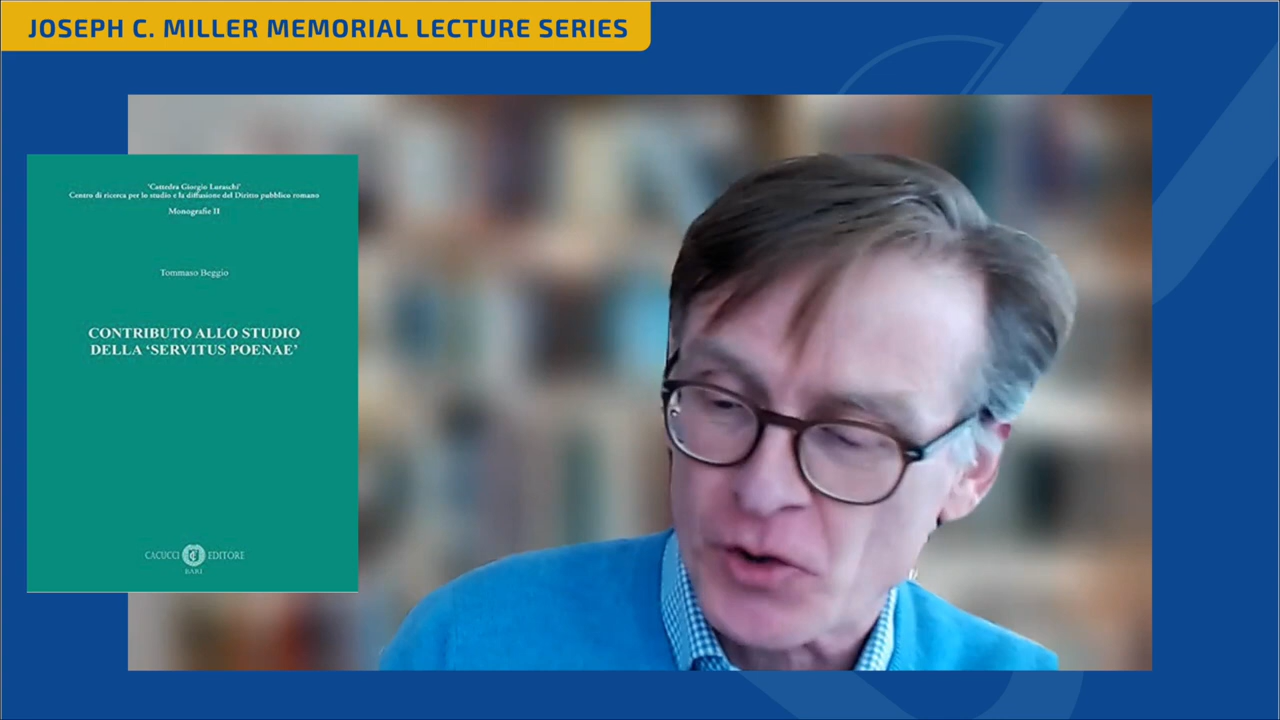 JOSEPH C. MILLER MEMORIAL LECTURE SERIES
'Cattedra Giorgio Luraschi'
Centro di ricerca per lo studio e la diffusione del Diritto pubblico romano
Monografie II
Tommaso Beggio
CONTRIBUTO ALLO STUDIO
DELLA 'SERVITUS POENAE'
CACUCCI EDITORE
BARI